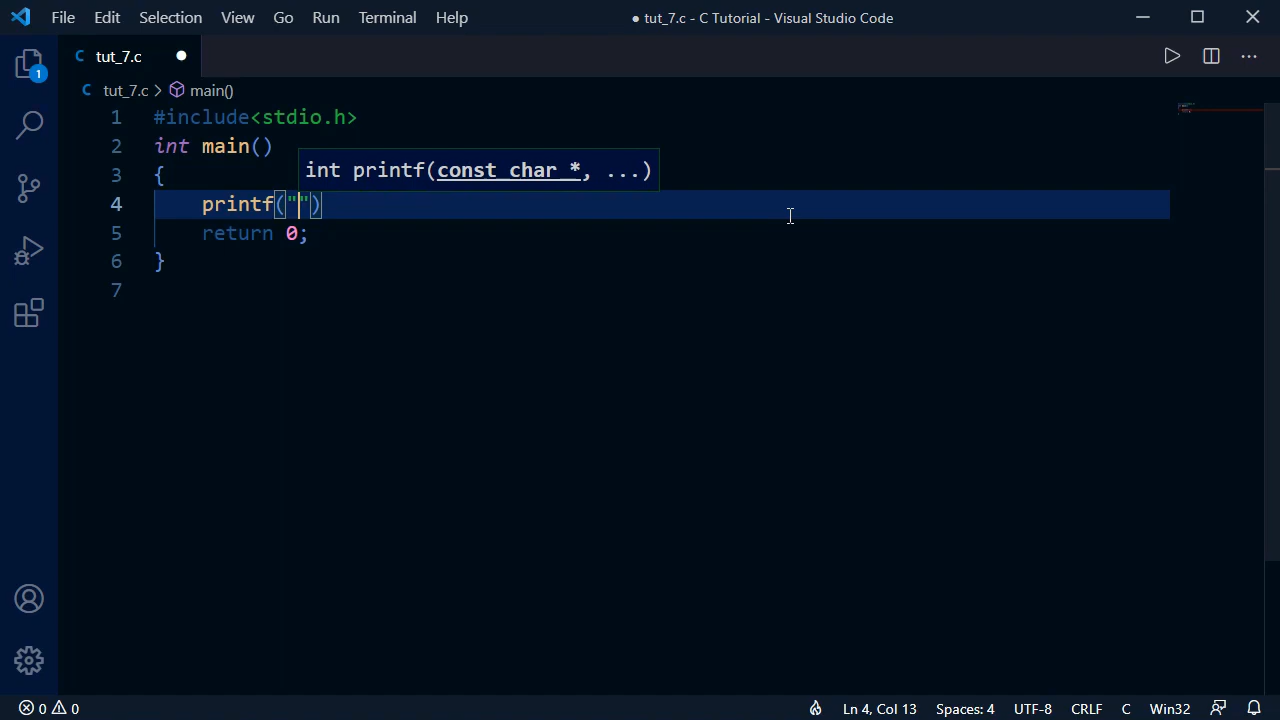 File Edit Selection View Go Run Terminal Help ● tut_7.c - C Tutorial - Visual Studio Code
C tut_7.c ●
C tut_7.c > main()
1 #include<stdio.h>
2 int main()
3 {
int printf(const char *, ...)
4 printf("")
5 return 0;
6 }
7
1
0 0 Ln 4, Col 13 Spaces: 4 UTF-8 CRLF C Win32